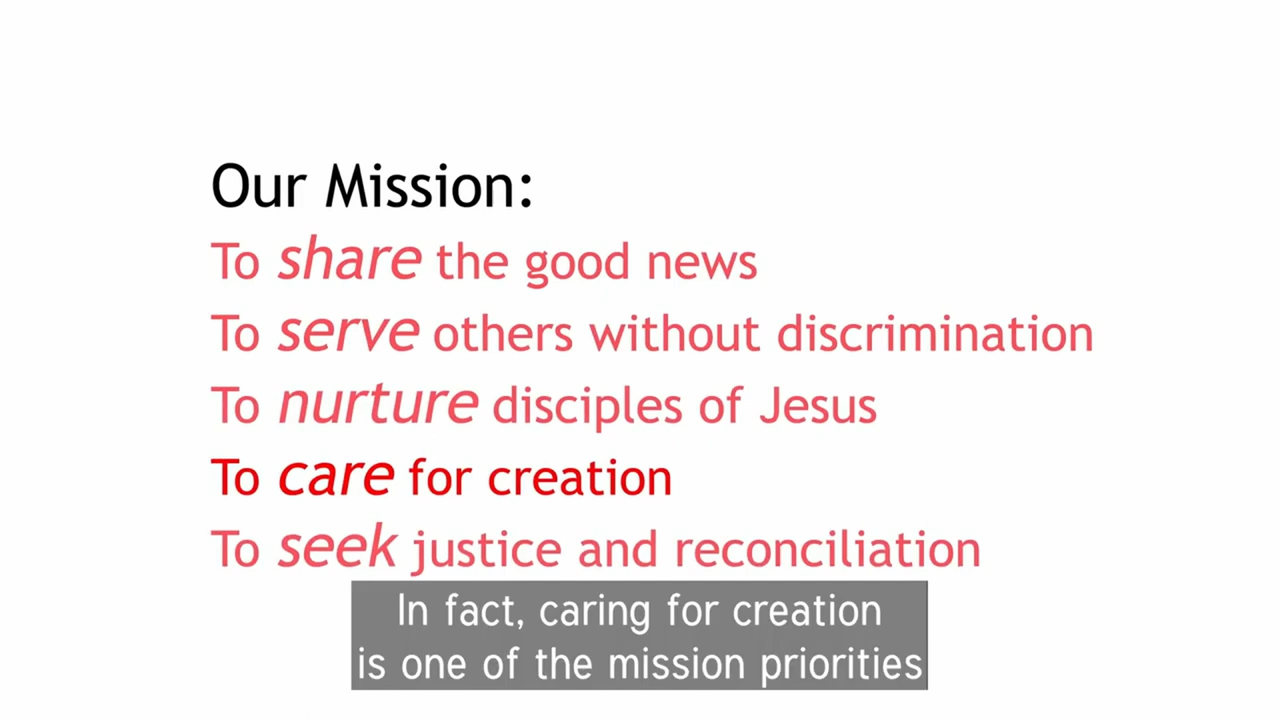 Our Mission:
To share the good news
To serve others without discrimination
To nurture disciples of Jesus
To care for creation
To seek justice and reconciliation
In fact, caring for creation
is one of the mission priorities